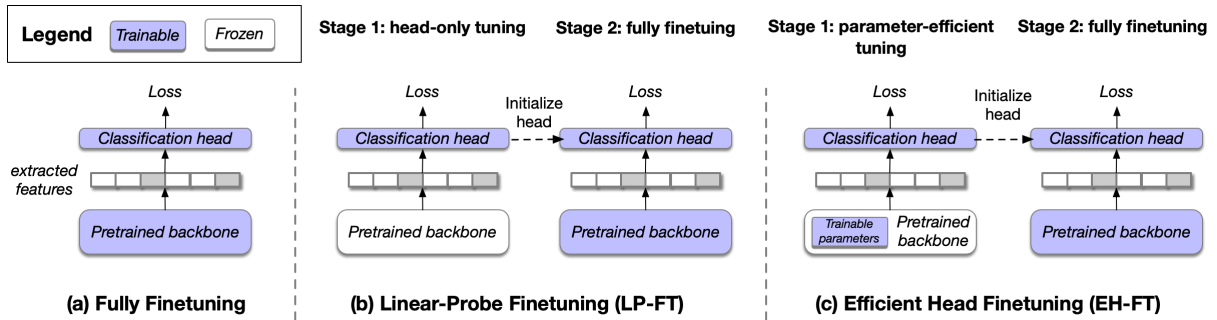 Legend
Trainable
Frozen
Loss
Classification head
extracted
features
Pretrained backbone
(a) Fully Finetuning
Stage 1: head-only tuning
Stage 2: fully finetuing
Loss
Classification head
Pretrained backbone
Initialize
head
Loss
Classification head
Pretrained backbone
(b) Linear-Probe Finetuning (LP-FT)
Stage 1: parameter-efficient
tuning
Stage 2: fully finetuning
Loss
Classification head
Trainable
parameters
Pretrained
backbone
Initialize
head
Loss
Classification head
Pretrained backbone
(c) Efficient Head Finetuning (EH-FT)